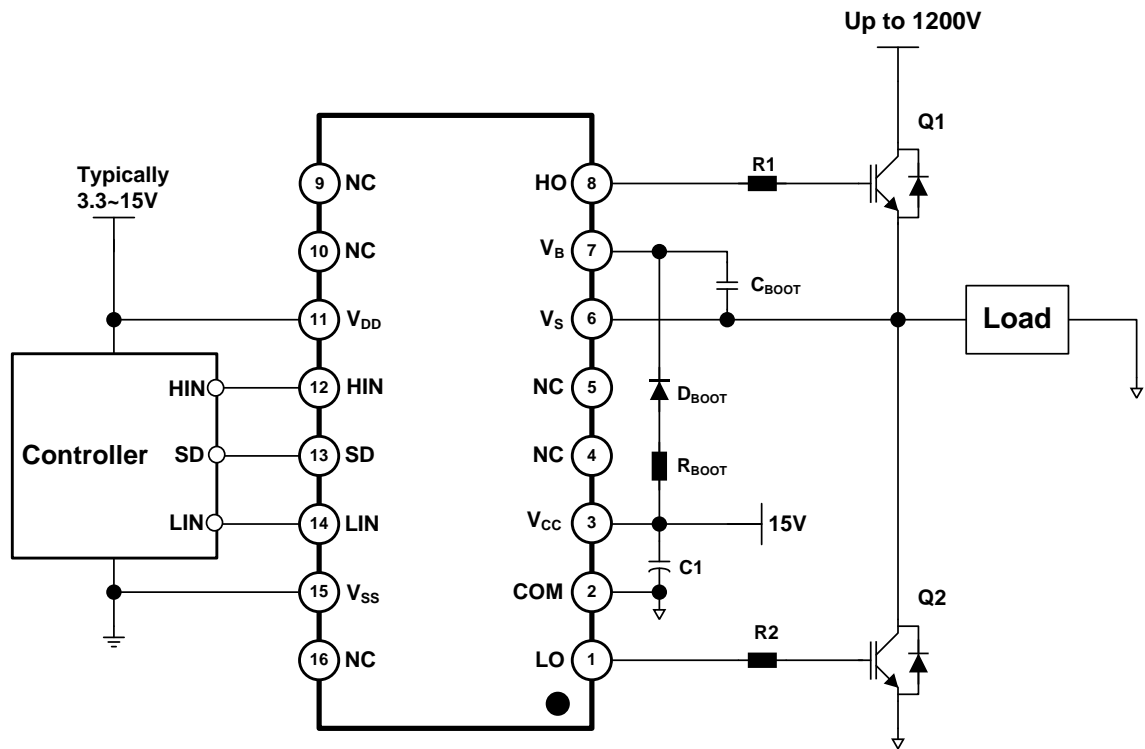 Up to 1200V
Q1
Typically
3.3~15V
9 NC
HO 8
R1
10 NC
VB 7
CBOOT
11 VDD
VS 6
Load
HIN
12 HIN
NC 5
DBOOT
Controller
SD
13 SD
NC 4
RBOOT
LIN
14 LIN
VCC 3
15V
C1
15 VSS
COM 2
Q2
16 NC
LO 1
R2